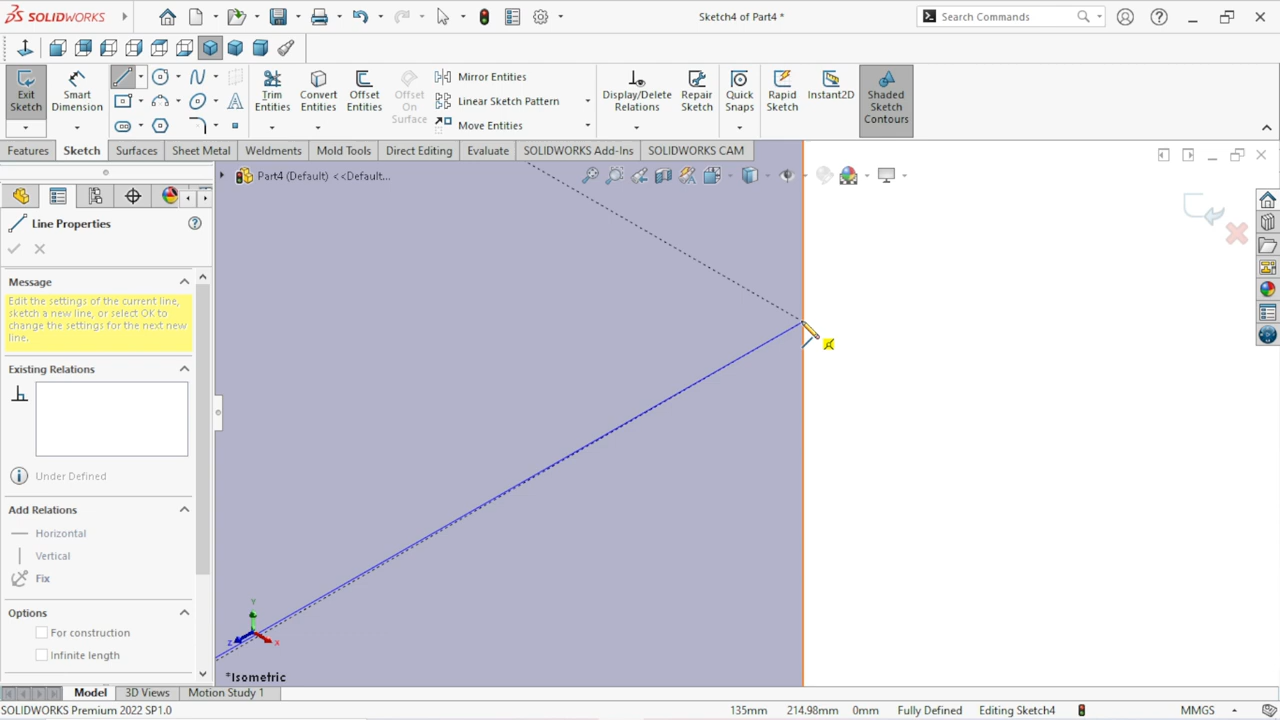 SOLIDWORKS
Sketch4 of Part4 *
Search Commands
Exit Sketch
Smart Dimension
Trim Entities
Convert Entities
Offset Entities
Offset On Surface
Mirror Entities
Linear Sketch Pattern
Move Entities
Display/Delete Relations
Repair Sketch
Quick Snaps
Rapid Sketch
Instant2D
Shaded Sketch Contours
Features
Sketch
Surfaces
Sheet Metal
Weldments
Mold Tools
Direct Editing
Evaluate
SOLIDWORKS Add-Ins
SOLIDWORKS CAM
Part4 (Default) <<Default...
Line Properties
Message
Edit the settings of the current line,
sketch a new line, or select OK to
change the settings for the next new
line.
Existing Relations
Under Defined
Add Relations
Horizontal
Vertical
Fix
Options
For construction
Infinite length
Y
Z
X
*Isometric
Model
3D Views
Motion Study 1
SOLIDWORKS Premium 2022 SP1.0
135mm
214.98mm
0mm
Fully Defined
Editing Sketch4
MMGS